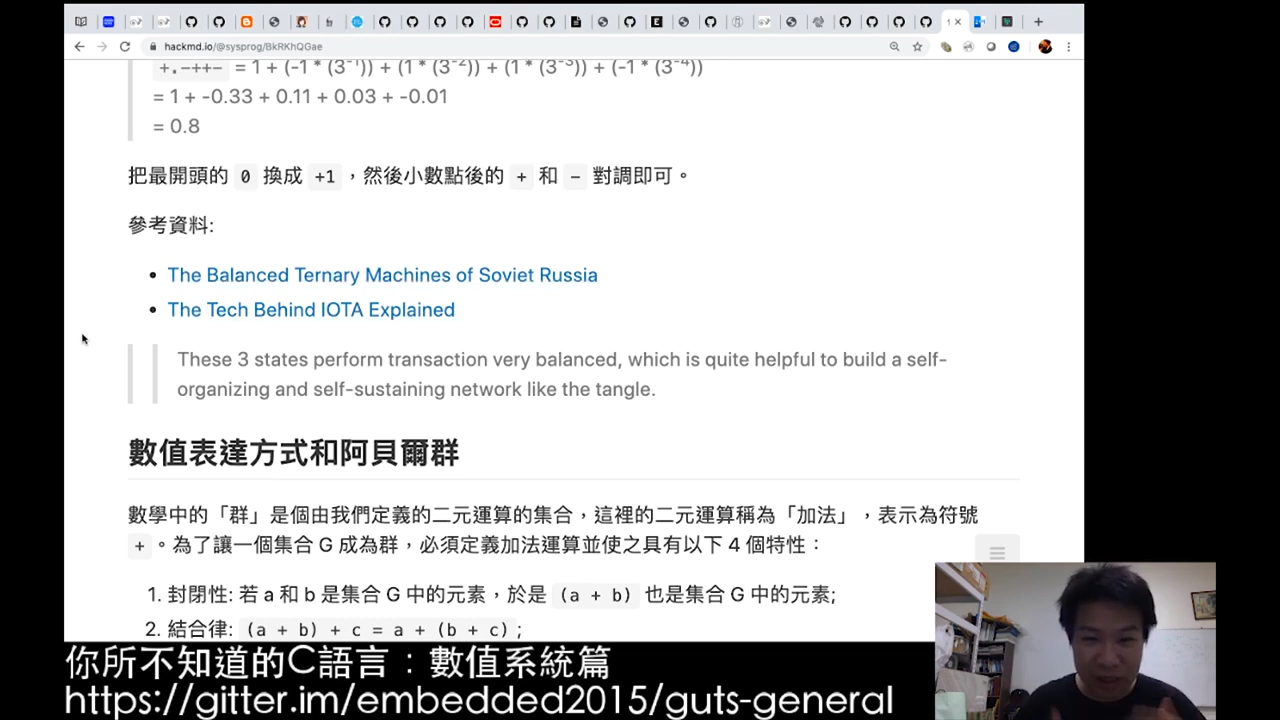 hackmd.io/@sysprog/BkRKhQGae
+.-++- = 1 + (-1 * (3⁻¹)) + (1 * (3⁻²)) + (1 * (3⁻³)) + (-1 * (3⁻⁴))
= 1 + -0.33 + 0.11 + 0.03 + -0.01
= 0.8
把最開頭的 0 換成 +1 ，然後小數點後的 + 和 - 對調即可。
參考資料:
• The Balanced Ternary Machines of Soviet Russia
• The Tech Behind IOTA Explained
These 3 states perform transaction very balanced, which is quite helpful to build a self-
organizing and self-sustaining network like the tangle.
數值表達方式和阿貝爾群
數學中的「群」是個由我們定義的二元運算的集合，這裡的二元運算稱為「加法」，表示為符號
+ 。為了讓一個集合 G 成為群，必須定義加法運算並使之具有以下 4 個特性：
1. 封閉性: 若 a 和 b 是集合 G 中的元素，於是 (a + b) 也是集合 G 中的元素;
2. 結合律: (a + b) + c = a + (b + c) ;
你所不知道的C語言：數值系統篇
https://gitter.im/embedded2015/guts-general